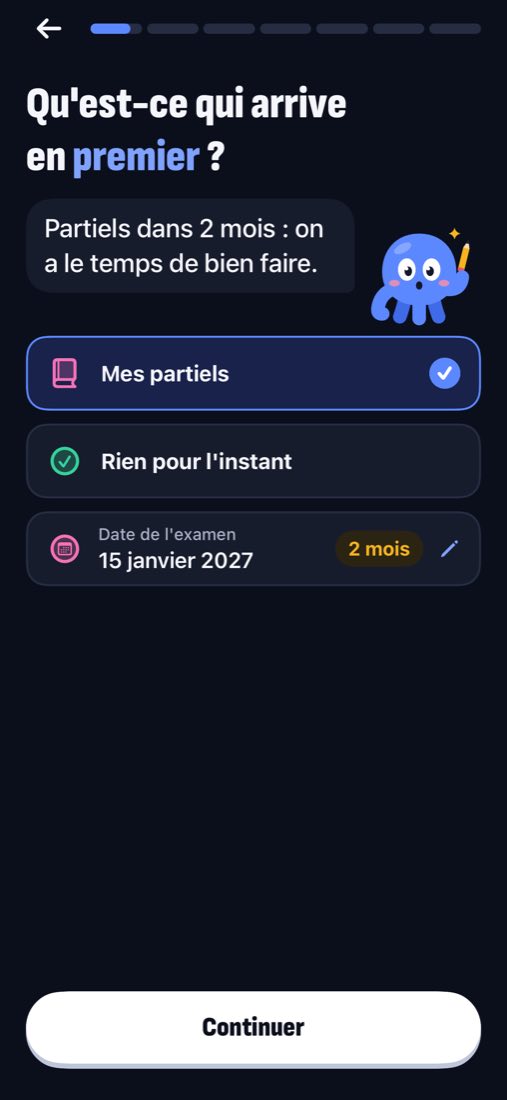 Qu'est-ce qui arrive
en premier ?
Partiels dans 2 mois : on
a le temps de bien faire.
Mes partiels
Rien pour l'instant
Date de l'examen
15 janvier 2027
2 mois
Continuer